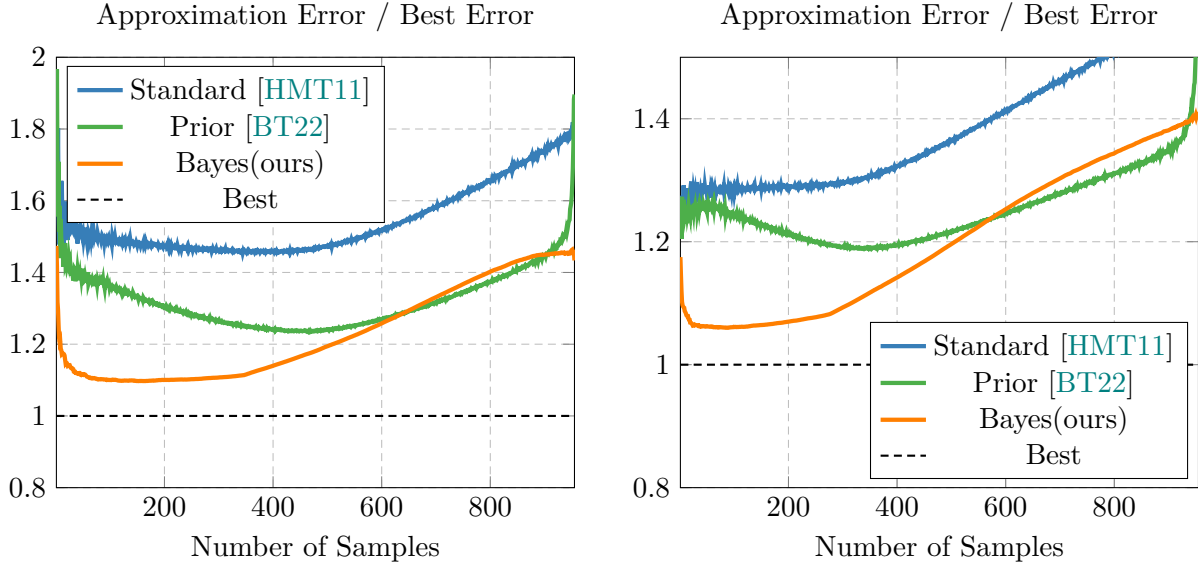 Approximation Error / Best Error
2
1.8
1.6
1.4
1.2
1
0.8
Standard [HMT11]
Prior [BT22]
Bayes(ours)
Best
200 400 600 800
Number of Samples
Approximation Error / Best Error
1.4
1.2
1
0.8
Standard [HMT11]
Prior [BT22]
Bayes(ours)
Best
200 400 600 800
Number of Samples